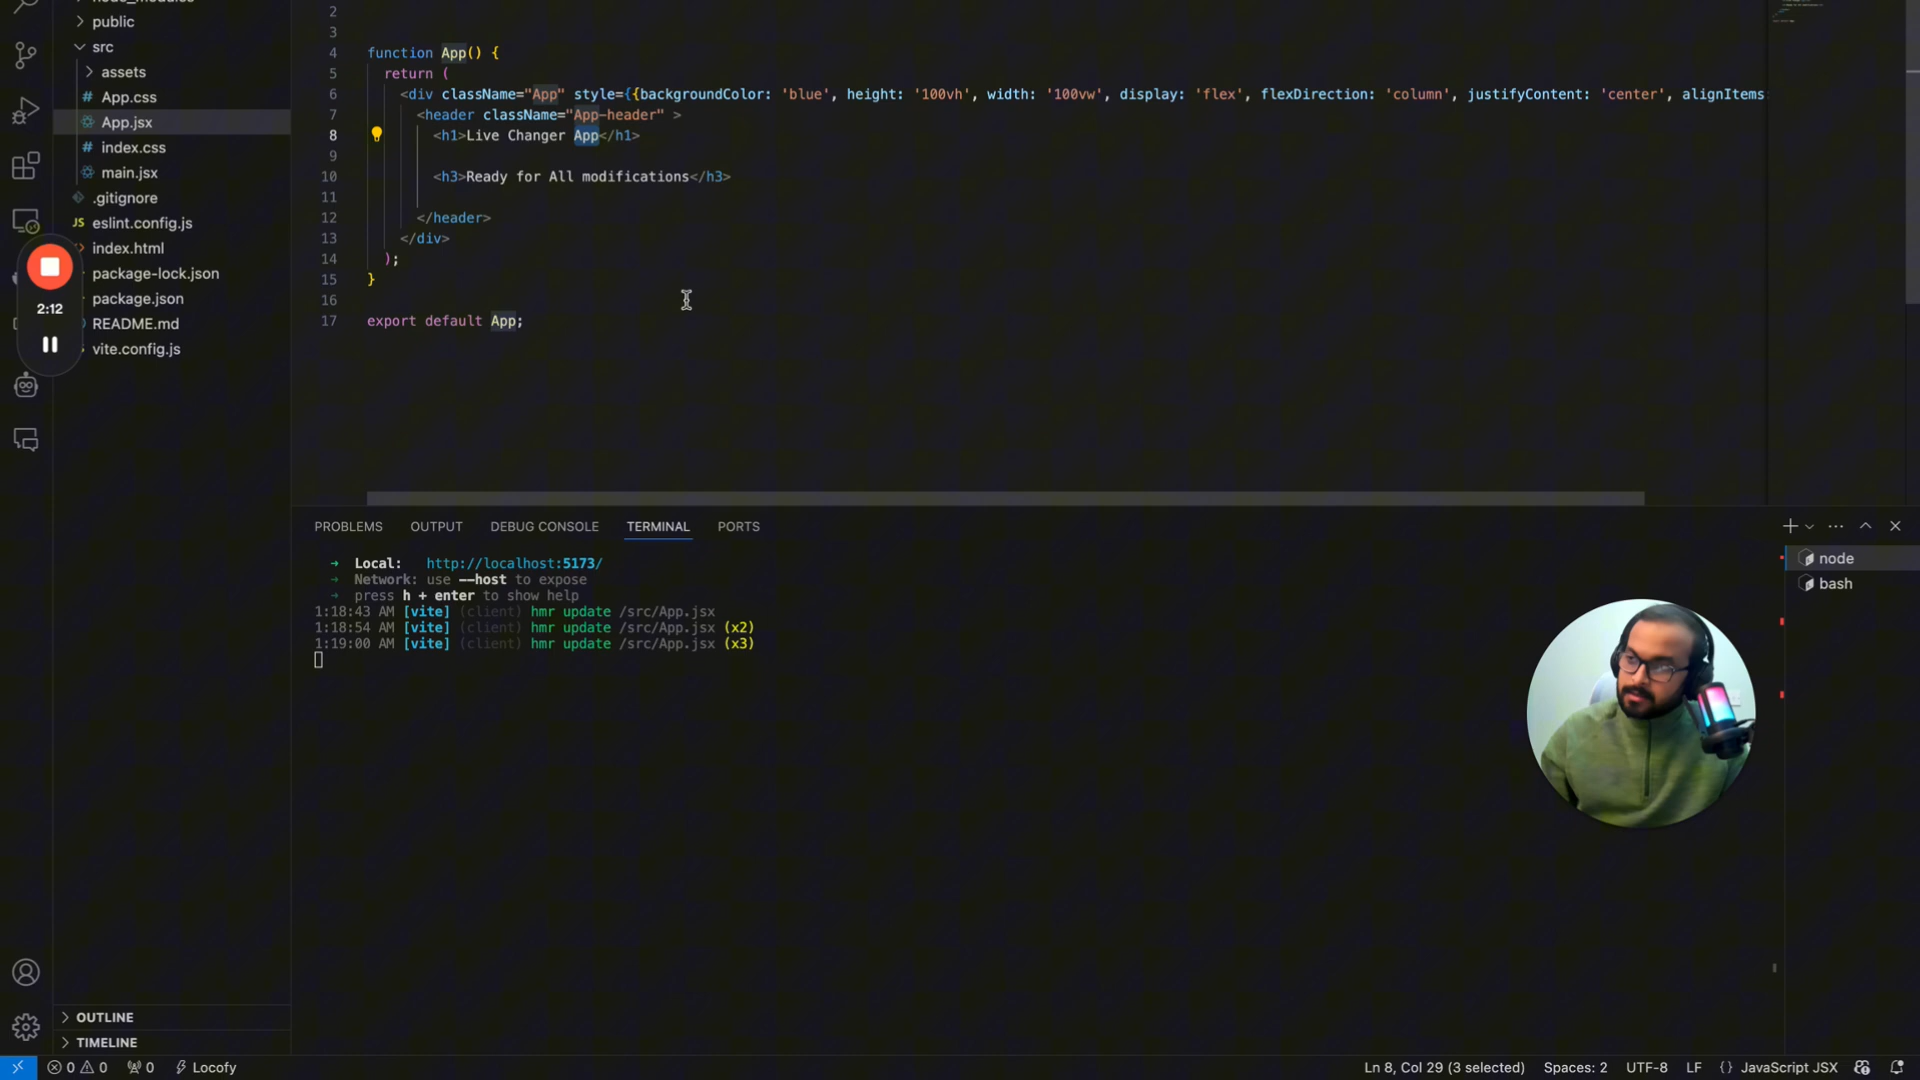 node_modules
public
src
assets
App.css
App.jsx
index.css
main.jsx
.gitignore
eslint.config.js
index.html
package-lock.json
package.json
README.md
vite.config.js
2:12
2
3
4 function App() {
5 return (
6 <div className="App" style={{backgroundColor: 'blue', height: '100vh', width: '100vw', display: 'flex', flexDirection: 'column', justifyContent: 'center', alignItems:
7 <header className="App-header" >
8 <h1>Live Changer App</h1>
9
10 <h3>Ready for All modifications</h3>
11
12 </header>
13 </div>
14 );
15 }
16
17 export default App;
PROBLEMS OUTPUT DEBUG CONSOLE TERMINAL PORTS
➜ Local: http://localhost:5173/
➜ Network: use --host to expose
➜ press h + enter to show help
1:18:43 AM [vite] (client) hmr update /src/App.jsx
1:18:54 AM [vite] (client) hmr update /src/App.jsx (x2)
1:19:00 AM [vite] (client) hmr update /src/App.jsx (x3)
node
bash
OUTLINE
TIMELINE
0 0 0 Locofy Ln 8, Col 29 (3 selected) Spaces: 2 UTF-8 LF {} JavaScript JSX